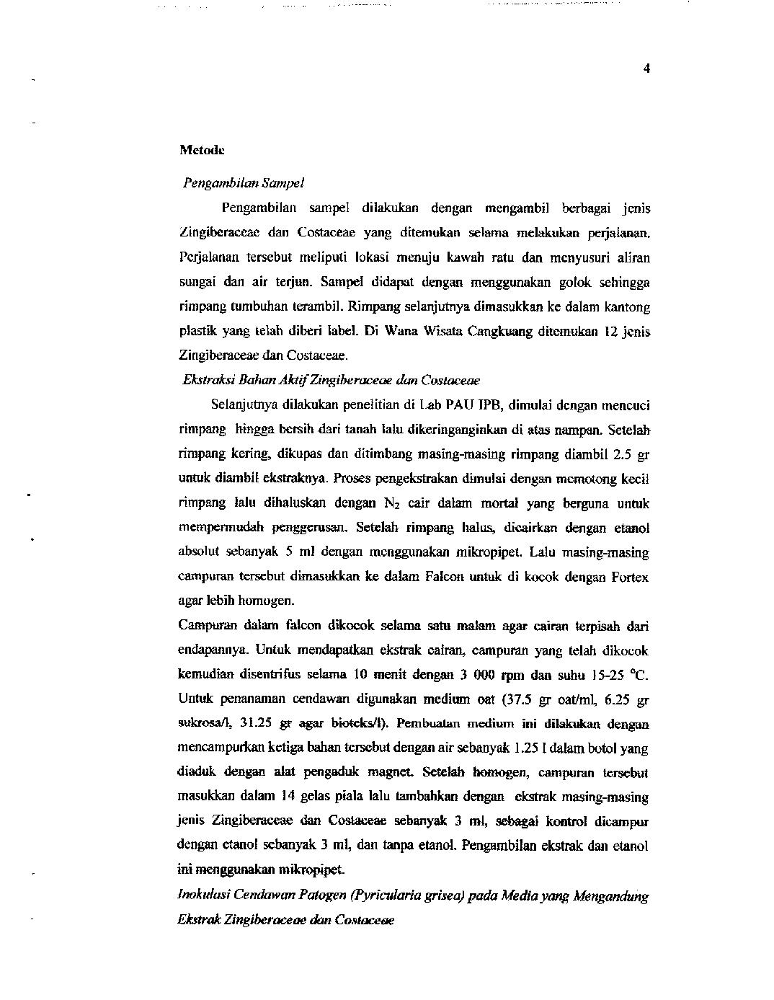 4
Metode
Pengambilan Sampel
Pengambilan sampel dilakukan dengan mengambil berbagai jenis
Zingiberaceae dan Costaceae yang ditemukan selama melakukan perjalanan.
Perjalanan tersebut meliputi lokasi menuju kawah ratu dan menyusuri aliran
sungai dan air terjun. Sampel didapat dengan menggunakan golok sehingga
rimpang tumbuhan terambil. Rimpang selanjutnya dimasukkan ke dalam kantong
plastik yang telah diberi label. Di Wana Wisata Cangkuang ditemukan 12 jenis
Zingiberaceae dan Costaceae.
Ekstraksi Bahan Aktif Zingiberaceae dan Costaceae
Selanjutnya dilakukan penelitian di Lab PAU IPB, dimulai dengan mencuci
rimpang hingga bersih dari tanah lalu dikeringanginkan di atas nampan. Setelah
rimpang kering, dikupas dan ditimbang masing-masing rimpang diambil 2.5 gr
untuk diambil ekstraknya. Proses pengekstrakan dimulai dengan memotong kecil
rimpang lalu dihaluskan dengan N₂ cair dalam mortal yang berguna untuk
mempermudah penggerusan. Setelah rimpang halus, dicairkan dengan etanol
absolut sebanyak 5 ml dengan menggunakan mikropipet. Lalu masing-masing
campuran tersebut dimasukkan ke dalam Falcon untuk di kocok dengan Fortex
agar lebih homogen.
Campuran dalam falcon dikocok selama satu malam agar cairan terpisah dari
endapannya. Untuk mendapatkan ekstrak cairan, campuran yang telah dikocok
kemudian disentrifus selama 10 menit dengan 3 000 rpm dan suhu 15-25 °C.
Untuk penanaman cendawan digunakan medium oat (37.5 gr oat/ml, 6.25 gr
sukrosa/l, 31.25 gr agar bioteks/l). Pembuatan medium ini dilakukan dengan
mencampurkan ketiga bahan tersebut dengan air sebanyak 1.25 l dalam botol yang
diaduk dengan alat pengaduk magnet. Setelah homogen, campuran tersebut
masukkan dalam 14 gelas piala lalu tambahkan dengan ekstrak masing-masing
jenis Zingiberaceae dan Costaceae sebanyak 3 ml, sebagai kontrol dicampur
dengan etanol sebanyak 3 ml, dan tanpa etanol. Pengambilan ekstrak dan etanol
ini menggunakan mikropipet.
Inokulasi Cendawan Patogen (Pyricularia grisea) pada Media yang Mengandung
Ekstrak Zingiberaceae dan Costaceae